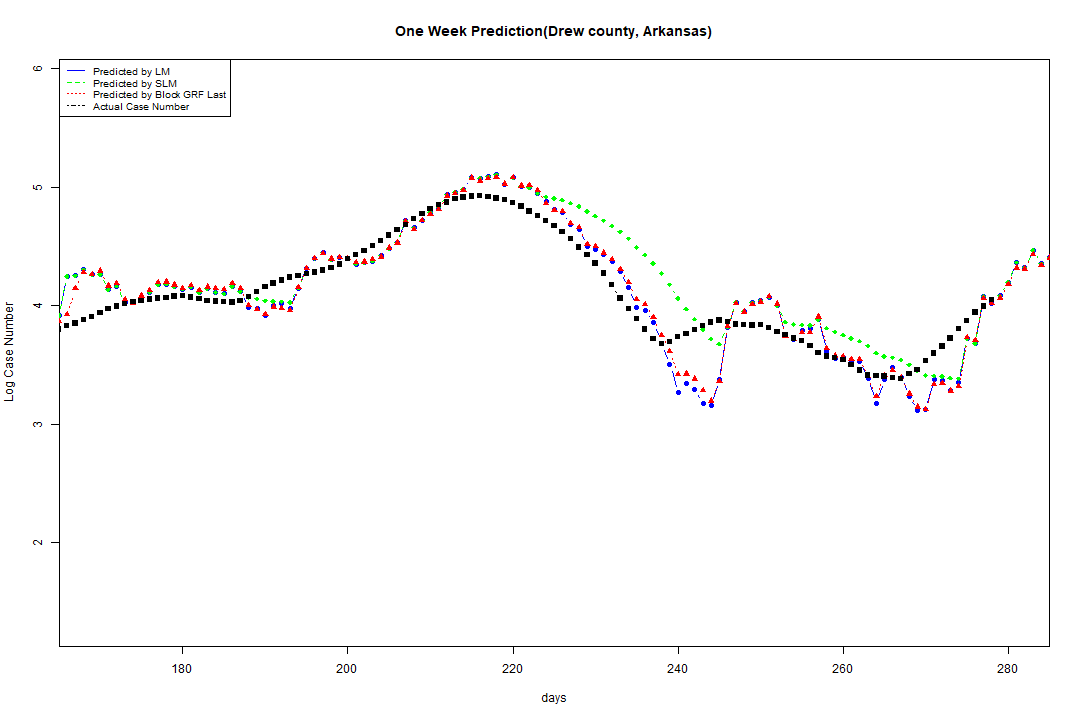 One Week Prediction(Drew county, Arkansas)
Predicted by LM
Predicted by SLM
Predicted by Block GRF Last
Actual Case Number
Log Case Number
6
5
4
3
2
180 200 220 240 260 280
days